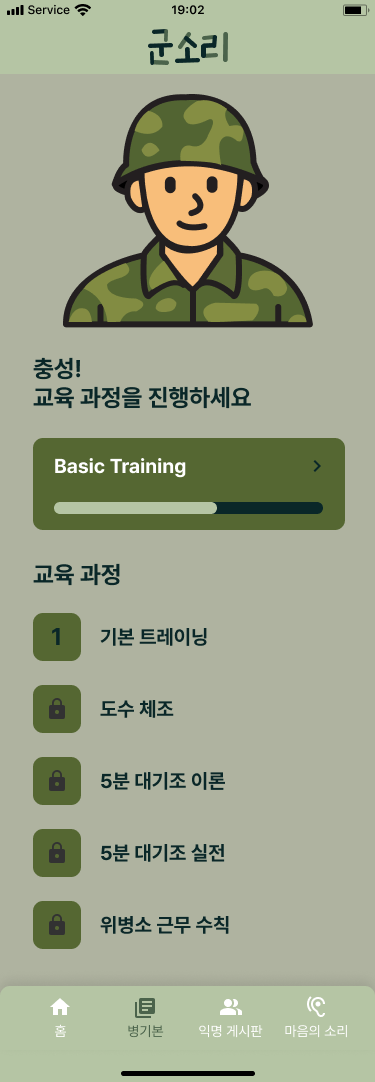 Service 19:02
군소리
충성!
교육 과정을 진행하세요
Basic Training
교육 과정
1 기본 트레이닝
도수 체조
5분 대기조 이론
5분 대기조 실전
위병소 근무 수칙
홈 병기본 익명 게시판 마음의 소리